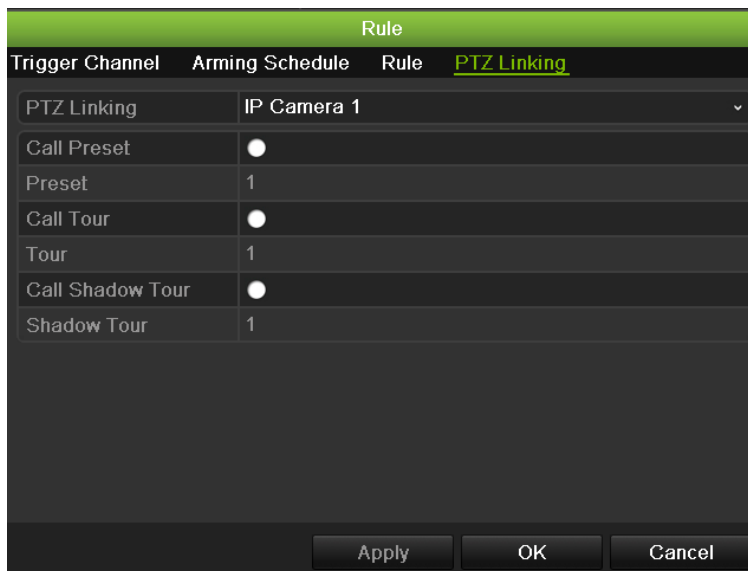 Rule
Trigger Channel Arming Schedule Rule PTZ Linking
PTZ Linking IP Camera 1
Call Preset
Preset 1
Call Tour
Tour 1
Call Shadow Tour
Shadow Tour 1
Apply OK Cancel